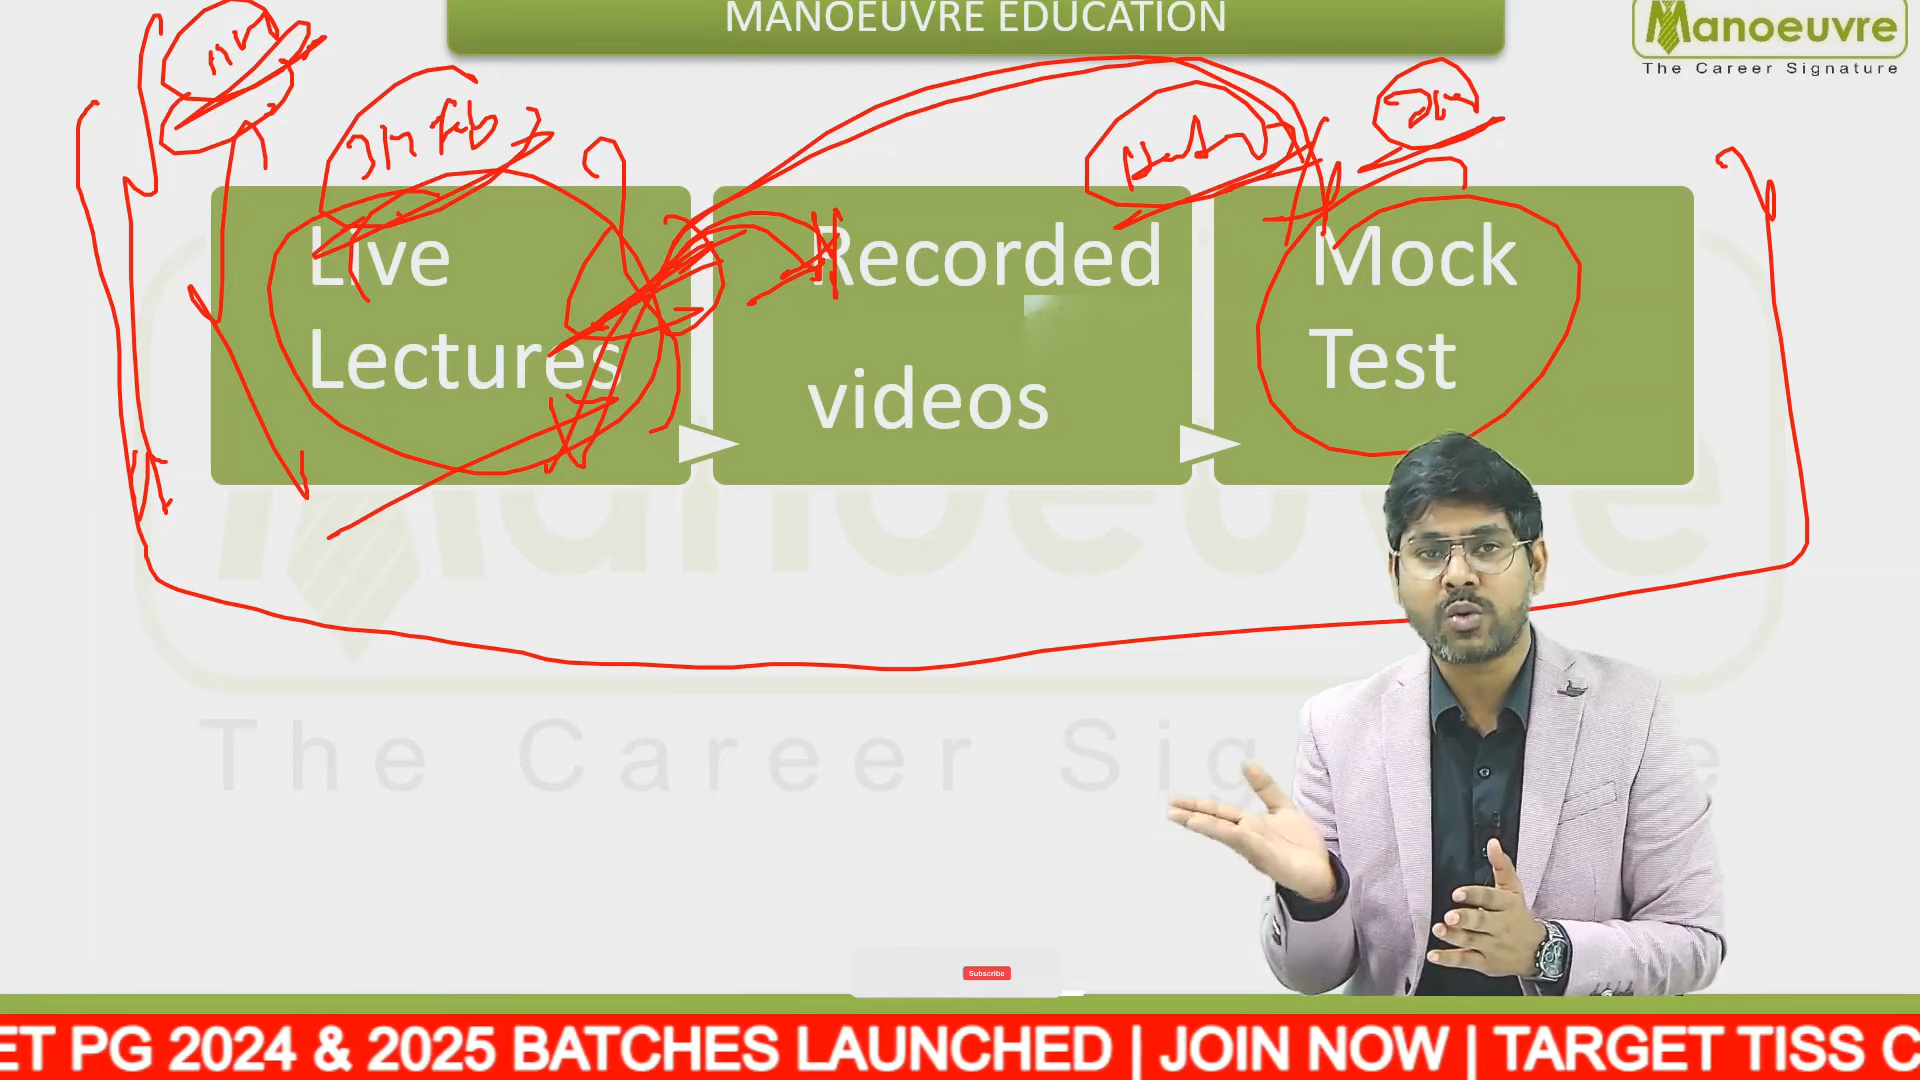 MANOEUVRE EDUCATION
Manoeuvre
The Career Signature
Live
Lectures
Recorded
videos
Mock
Test
Manoeuvre
The Career Sig e
Subscribe
ET PG 2024 & 2025 BATCHES LAUNCHED | JOIN NOW | TARGET TISS C